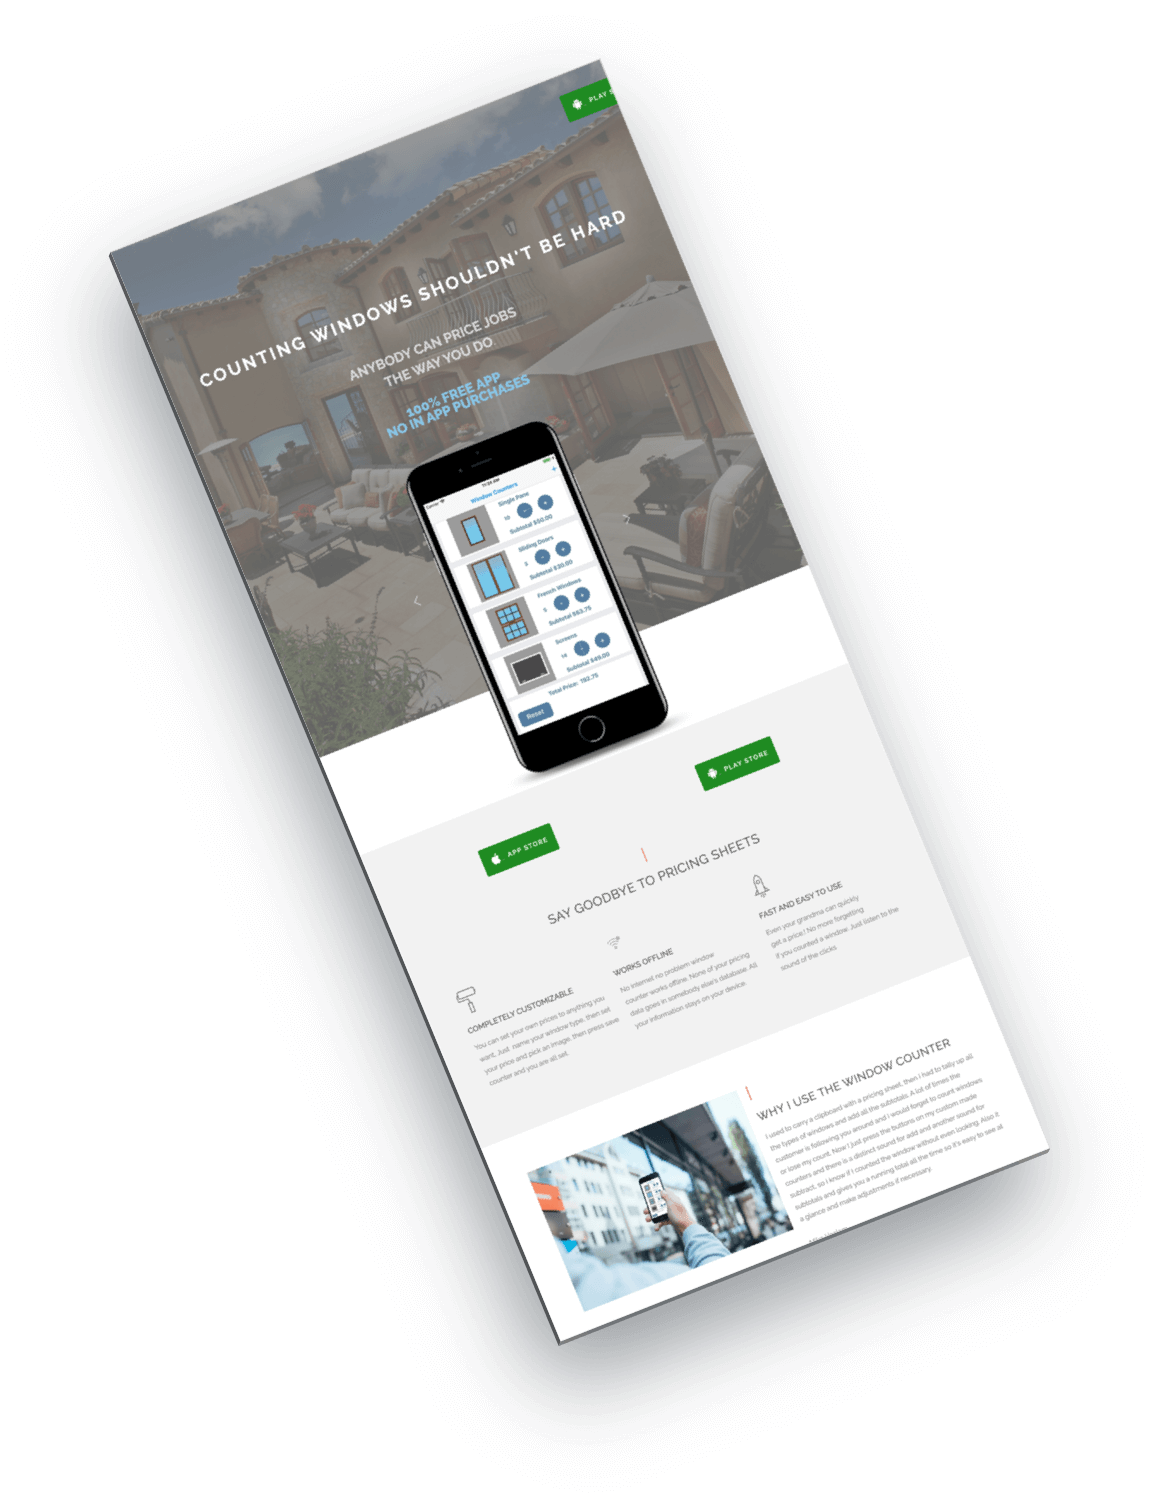 PLAY S
COUNTING WINDOWS SHOULDN'T BE HARD
ANYBODY CAN PRICE JOBS
THE WAY YOU DO
100% FREE APP
NO IN APP PURCHASES
Carrier
11:25 AM
Window Counters
+
Single Pane
10 - +
Subtotal $50.00
Sliding Doors
- +
Subtotal $30.00
French Windows
5 - +
Subtotal $63.75
Screens
- +
Subtotal $49.00
Total Price: 192.75
Reset
PLAY STORE
APP STORE
SAY GOODBYE TO PRICING SHEETS
COMPLETELY CUSTOMIZABLE
You can set your own prices to anything you
want. Just, name your window type, then set
your price and pick an image, then press save
counter and you are all set.
WORKS OFFLINE
No internet no problem window
counter works offline. None of your pricing
data goes in somebody else's database. All
your information stays on your device.
FAST AND EASY TO USE
Even your grandma can quickly
get a price! No more forgetting
if you counted a window. Just listen to the
sound of the clicks
WHY I USE THE WINDOW COUNTER
I used to carry a clipboard with a pricing sheet, then I had to tally up all
the types of windows and add all the subtotals. A lot of times the
customer is following you around and I would forget to count windows
or lose my count. Now I just press the buttons on my custom made
counters and there is a distinct sound for add and another sound for
subtract, so I know if I counted the window without even looking. Also it
subtotals and gives you a running total all the time so it's easy to see at
a glance and make adjustments if necessary.